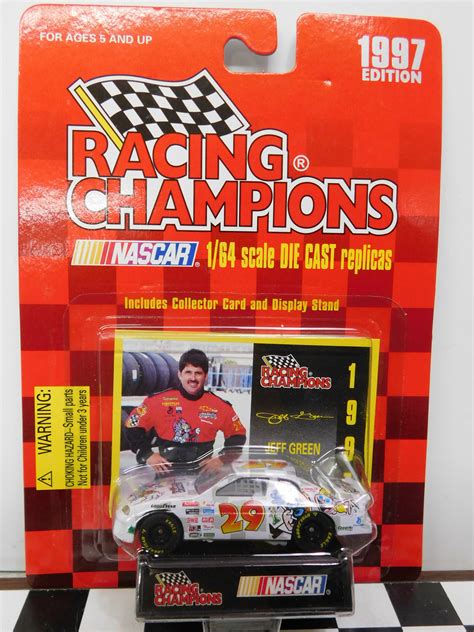 FOR AGES 5 AND UP
1997
EDITION
RACING
CHAMPIONS®
NASCAR® 1/64 scale DIE CAST replicas
Includes Collector Card and Display Stand
WARNING:
CHOKING HAZARD-Small parts
Not for Children under 3 years
RACING
CHAMPIONS
199
JEFF GREEN
29
RACING
CHAMPIONS
NASCAR